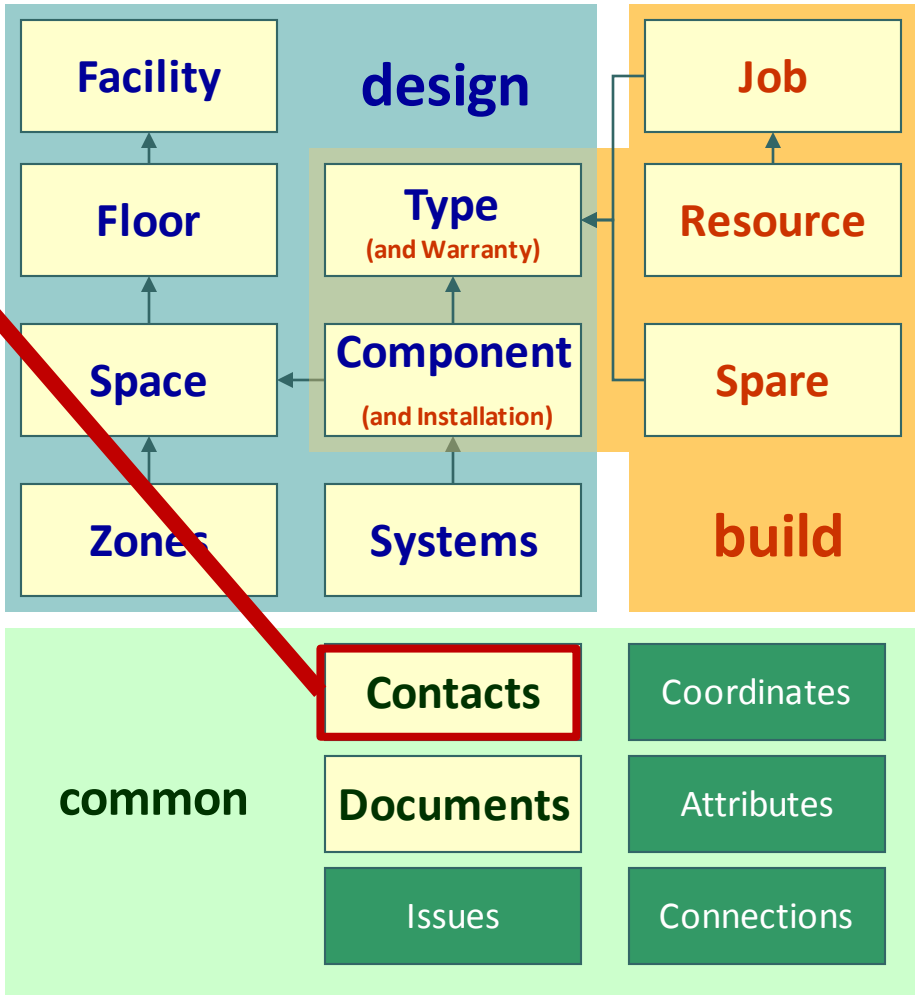 Facility
design
Job
Floor
Type
(and Warranty)
Resource
Space
Component
(and Installation)
Spare
Zones
Systems
build
Contacts
Coordinates
common
Documents
Attributes
Issues
Connections